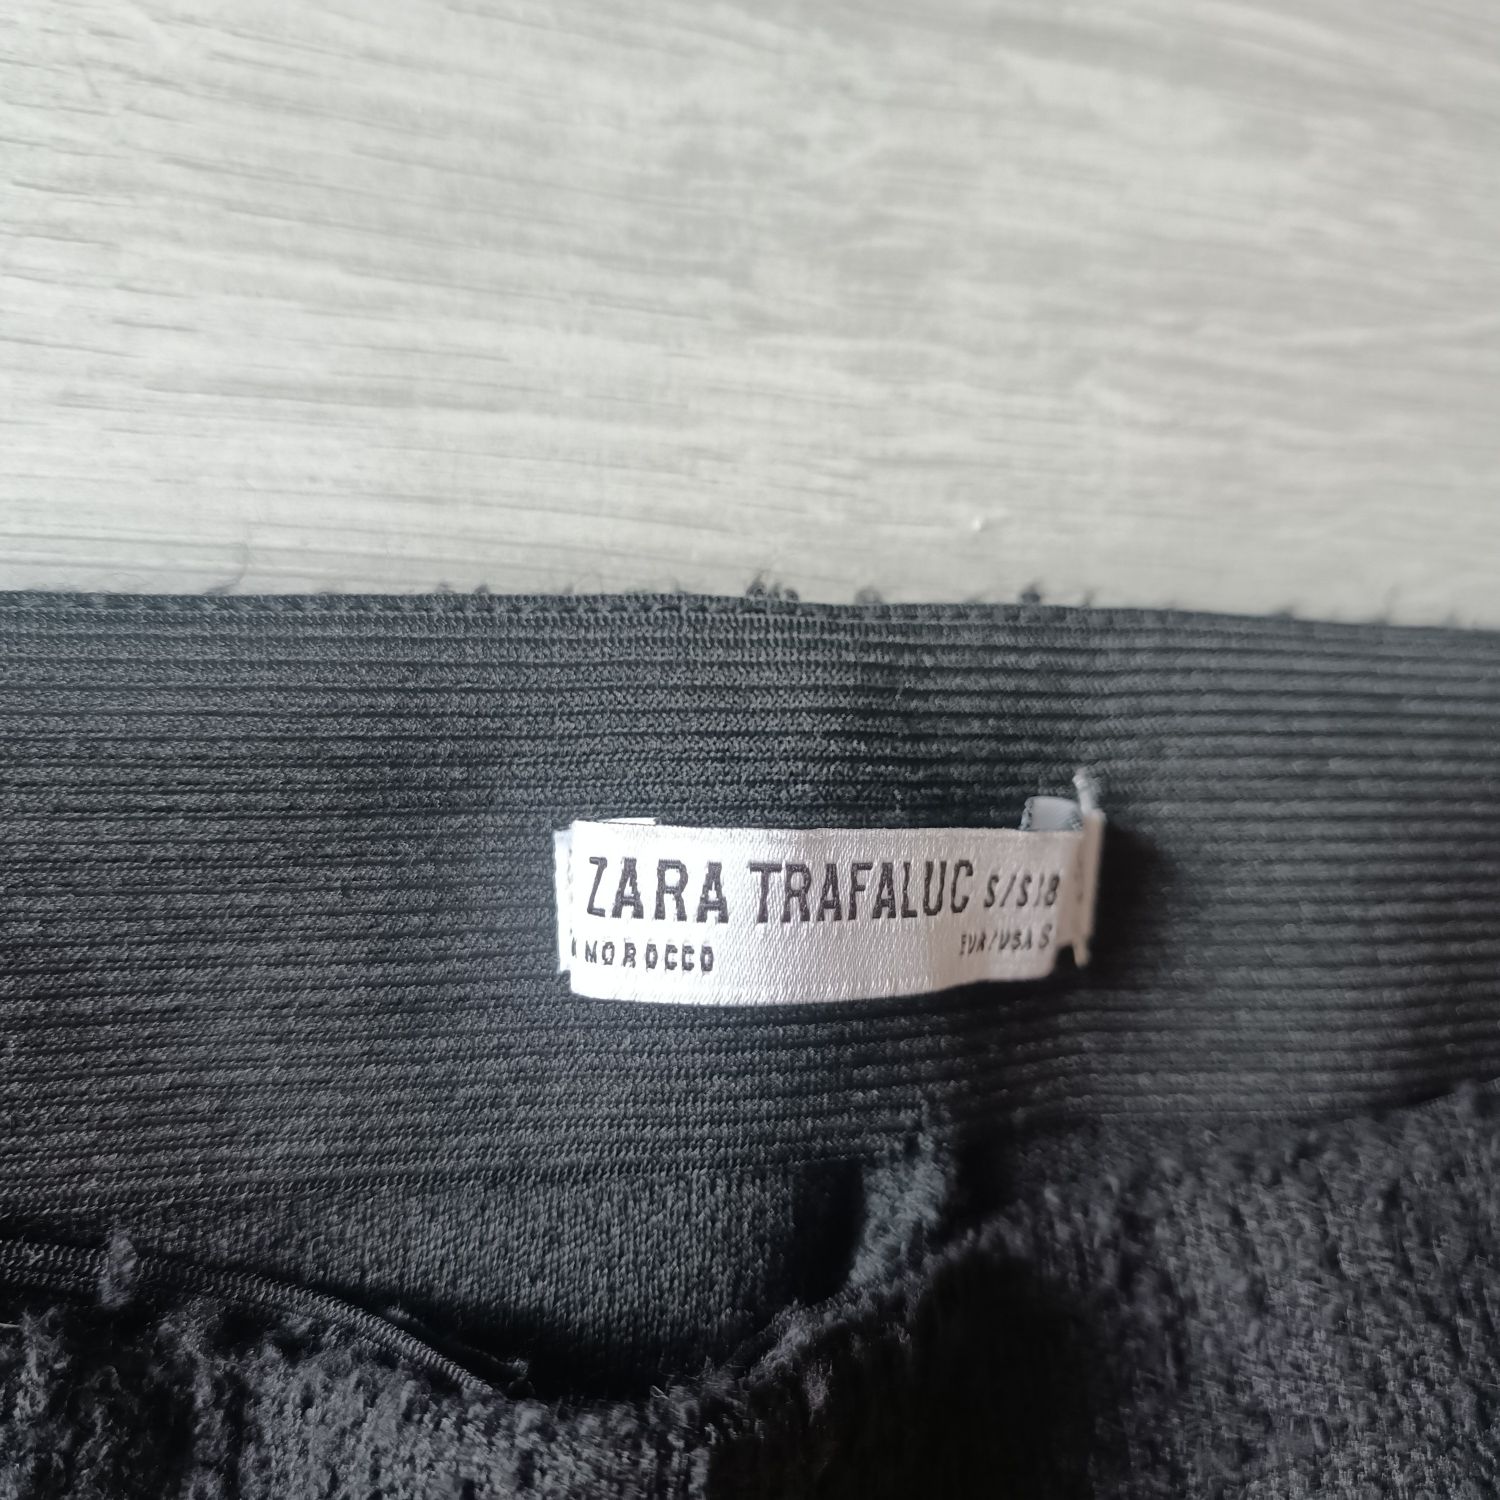 ZARA TRAFALUC S/S18
MOROCCO EUR/USA S